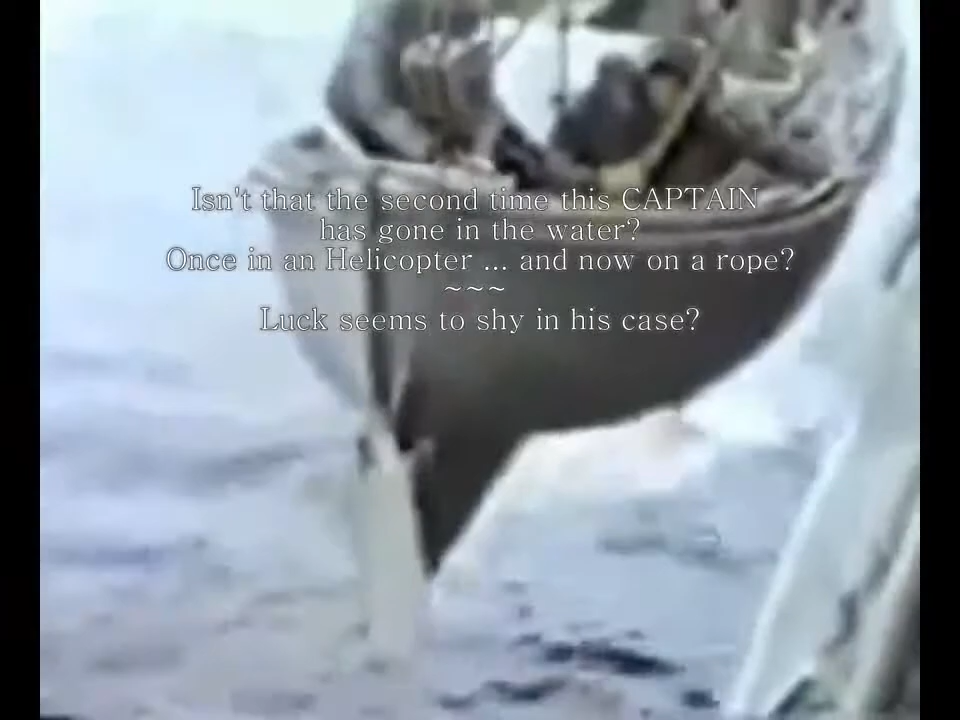 Isn't that the second time this CAPTAIN
has gone in the water?
Once in an Helicopter ... and now on a rope?
~~~
Luck seems to shy in his case?